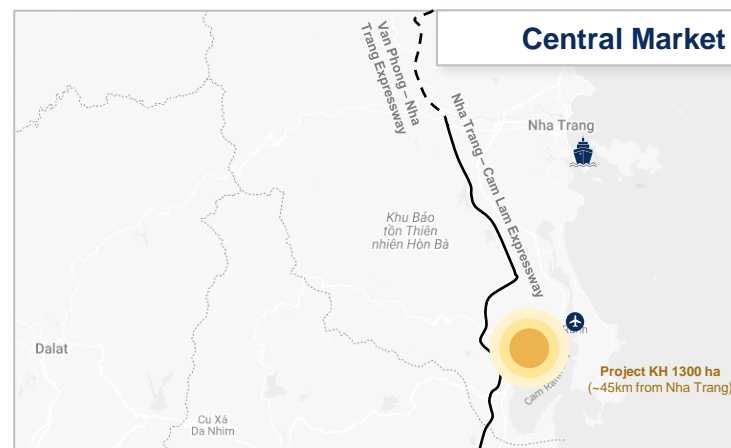 Central Market
Van Phong – Nha
Trang Expressway
Nha Trang – Cam Lam Expressway
Nha Trang
Khu Bảo
tồn Thiên
nhiên Hòn Bà
Dalat
Project KH 1300 ha
(~45km from Nha Trang)
Cu Xá
Da Nhim